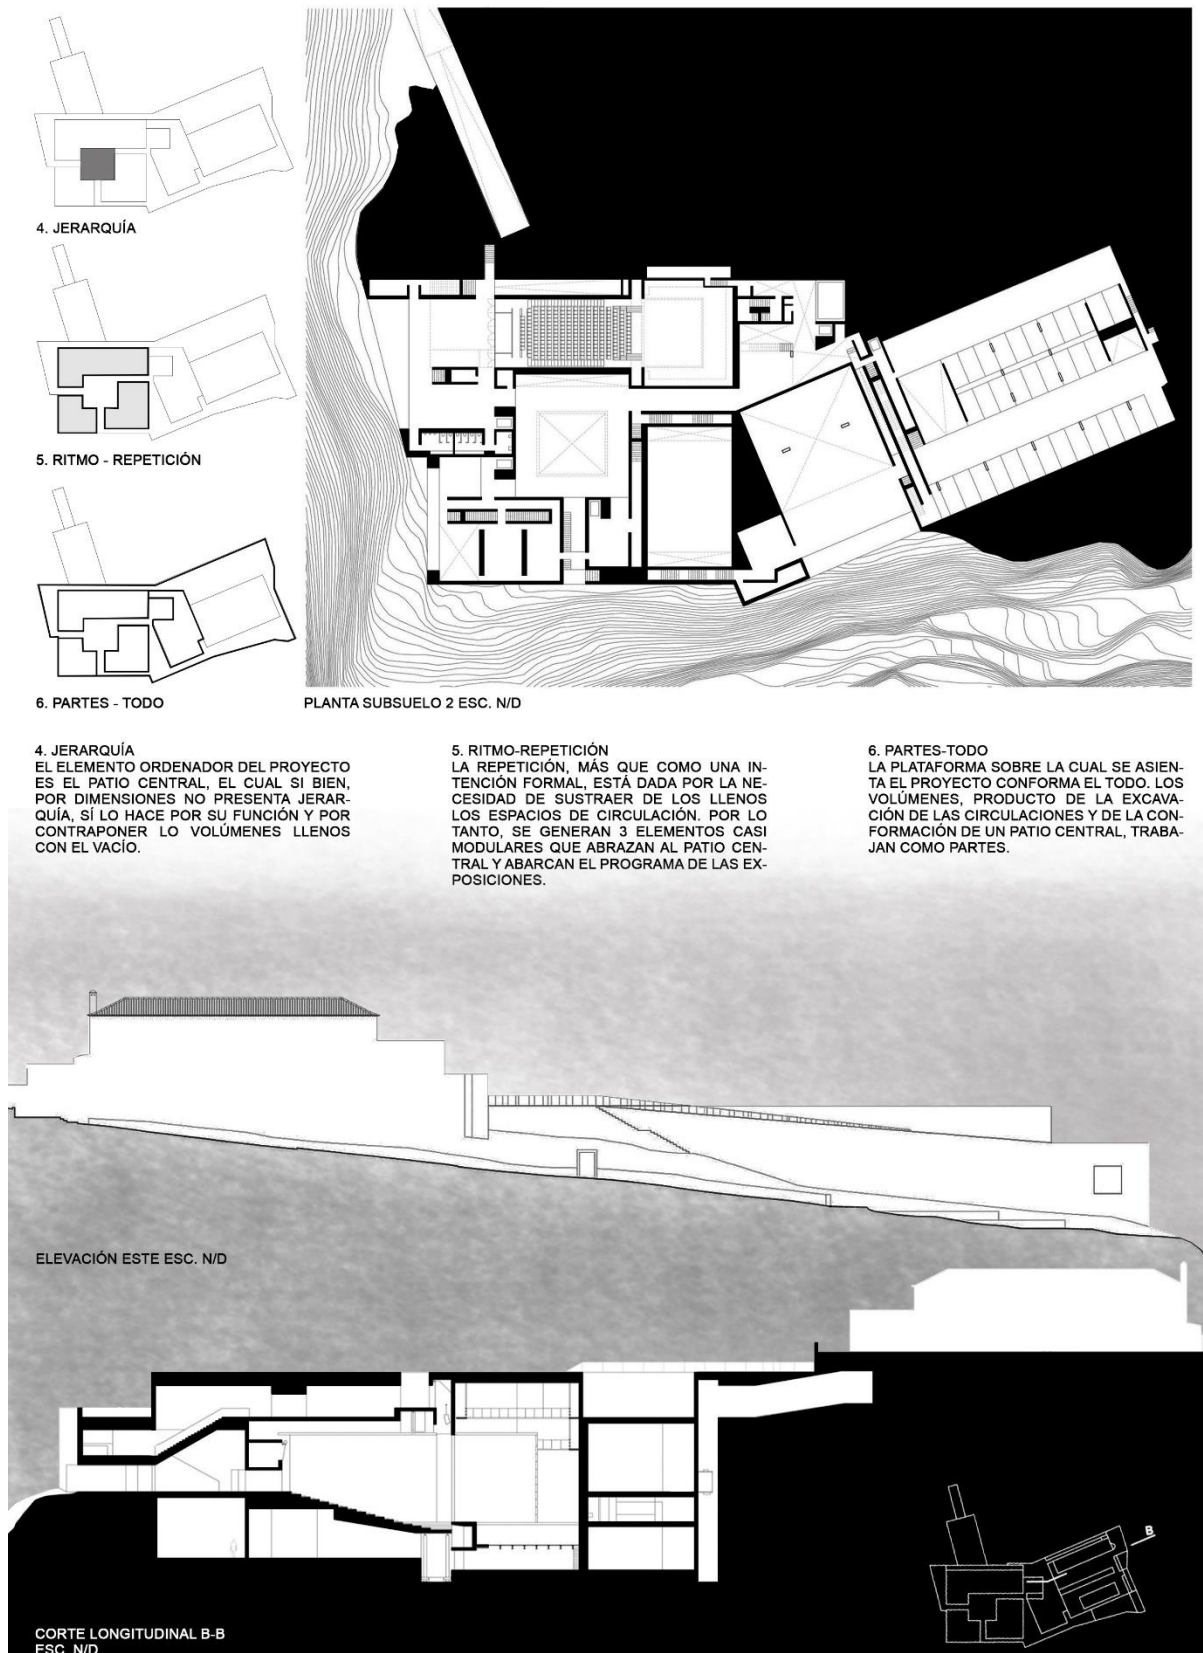 4. JERARQUÍA
5. RITMO - REPETICIÓN
6. PARTES - TODO
PLANTA SUBSUELO 2 ESC. N/D
4. JERARQUÍA
EL ELEMENTO ORDENADOR DEL PROYECTO
ES EL PATIO CENTRAL, EL CUAL SI BIEN,
POR DIMENSIONES NO PRESENTA JERAR-
QUÍA, SÍ LO HACE POR SU FUNCIÓN Y POR
CONTRAPONER LO VOLÚMENES LLENOS
CON EL VACÍO.
5. RITMO-REPETICIÓN
LA REPETICIÓN, MÁS QUE COMO UNA IN-
TENCIÓN FORMAL, ESTÁ DADA POR LA NE-
CESIDAD DE SUSTRAER DE LOS LLENOS
LOS ESPACIOS DE CIRCULACIÓN. POR LO
TANTO, SE GENERAN 3 ELEMENTOS CASI
MODULARES QUE ABRAZAN AL PATIO CEN-
TRAL Y ABARCAN EL PROGRAMA DE LAS EX-
POSICIONES.
6. PARTES-TODO
LA PLATAFORMA SOBRE LA CUAL SE ASIEN-
TA EL PROYECTO CONFORMA EL TODO. LOS
VOLÚMENES, PRODUCTO DE LA EXCAVA-
CIÓN DE LAS CIRCULACIONES Y DE LA CON-
FORMACIÓN DE UN PATIO CENTRAL, TRABA-
JAN COMO PARTES.
ELEVACIÓN ESTE ESC. N/D
B
CORTE LONGITUDINAL B-B
ESC. N/D